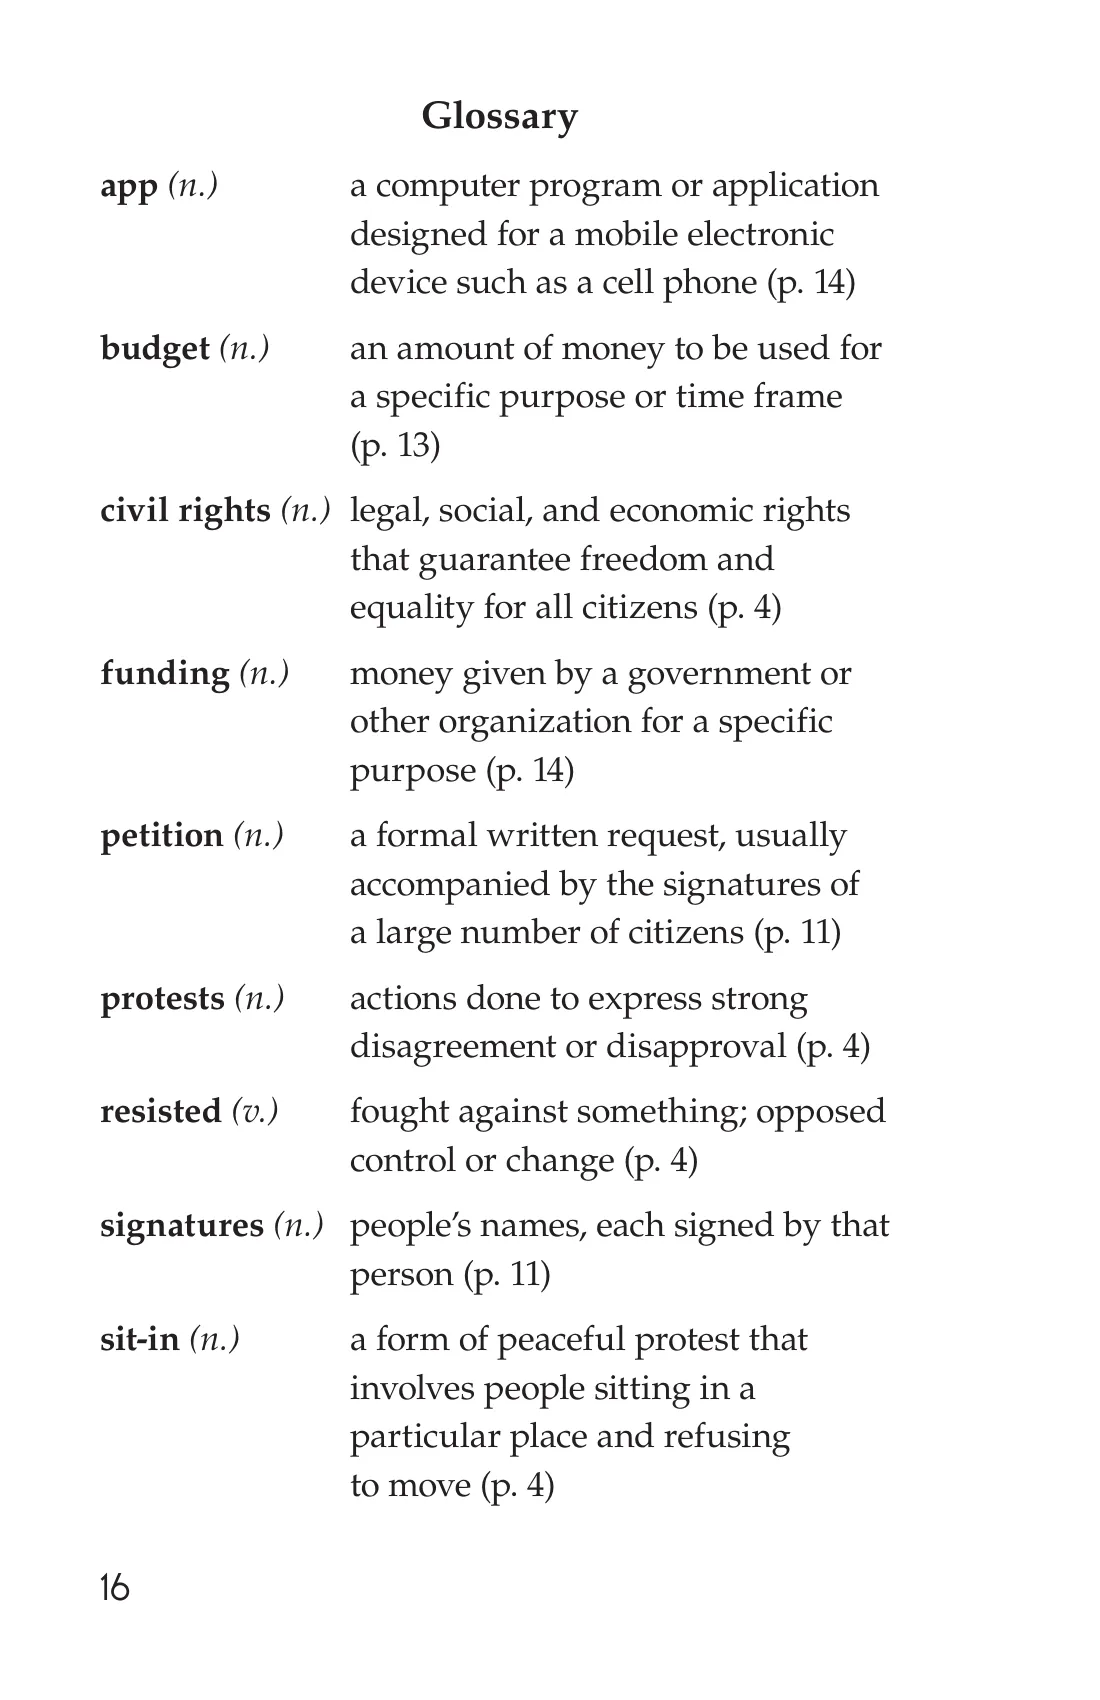 Glossary
app (n.) a computer program or application
designed for a mobile electronic
device such as a cell phone (p. 14)
budget (n.) an amount of money to be used for
a specific purpose or time frame
(p. 13)
civil rights (n.) legal, social, and economic rights
that guarantee freedom and
equality for all citizens (p. 4)
funding (n.) money given by a government or
other organization for a specific
purpose (p. 14)
petition (n.) a formal written request, usually
accompanied by the signatures of
a large number of citizens (p. 11)
protests (n.) actions done to express strong
disagreement or disapproval (p. 4)
resisted (v.) fought against something; opposed
control or change (p. 4)
signatures (n.) people’s names, each signed by that
person (p. 11)
sit-in (n.) a form of peaceful protest that
involves people sitting in a
particular place and refusing
to move (p. 4)
16